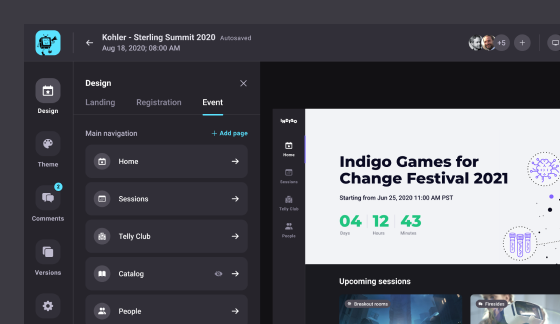 Kohler - Sterling Summit 2020 Autosaved
Aug 18, 2020; 08:00 AM
+5
Design
Theme
Comments
2
Versions
Design
Landing Registration Event
Main navigation + Add page
Home
Sessions
Telly Club
Catalog
People
Home
Sessions
Telly Club
People
Indigo Games for
Change Festival 2021
Starting from Jun 25, 2020 11:00 AM PST
04 12 43
Days Hours Minutes
Upcoming sessions
Breakout rooms
Firesides